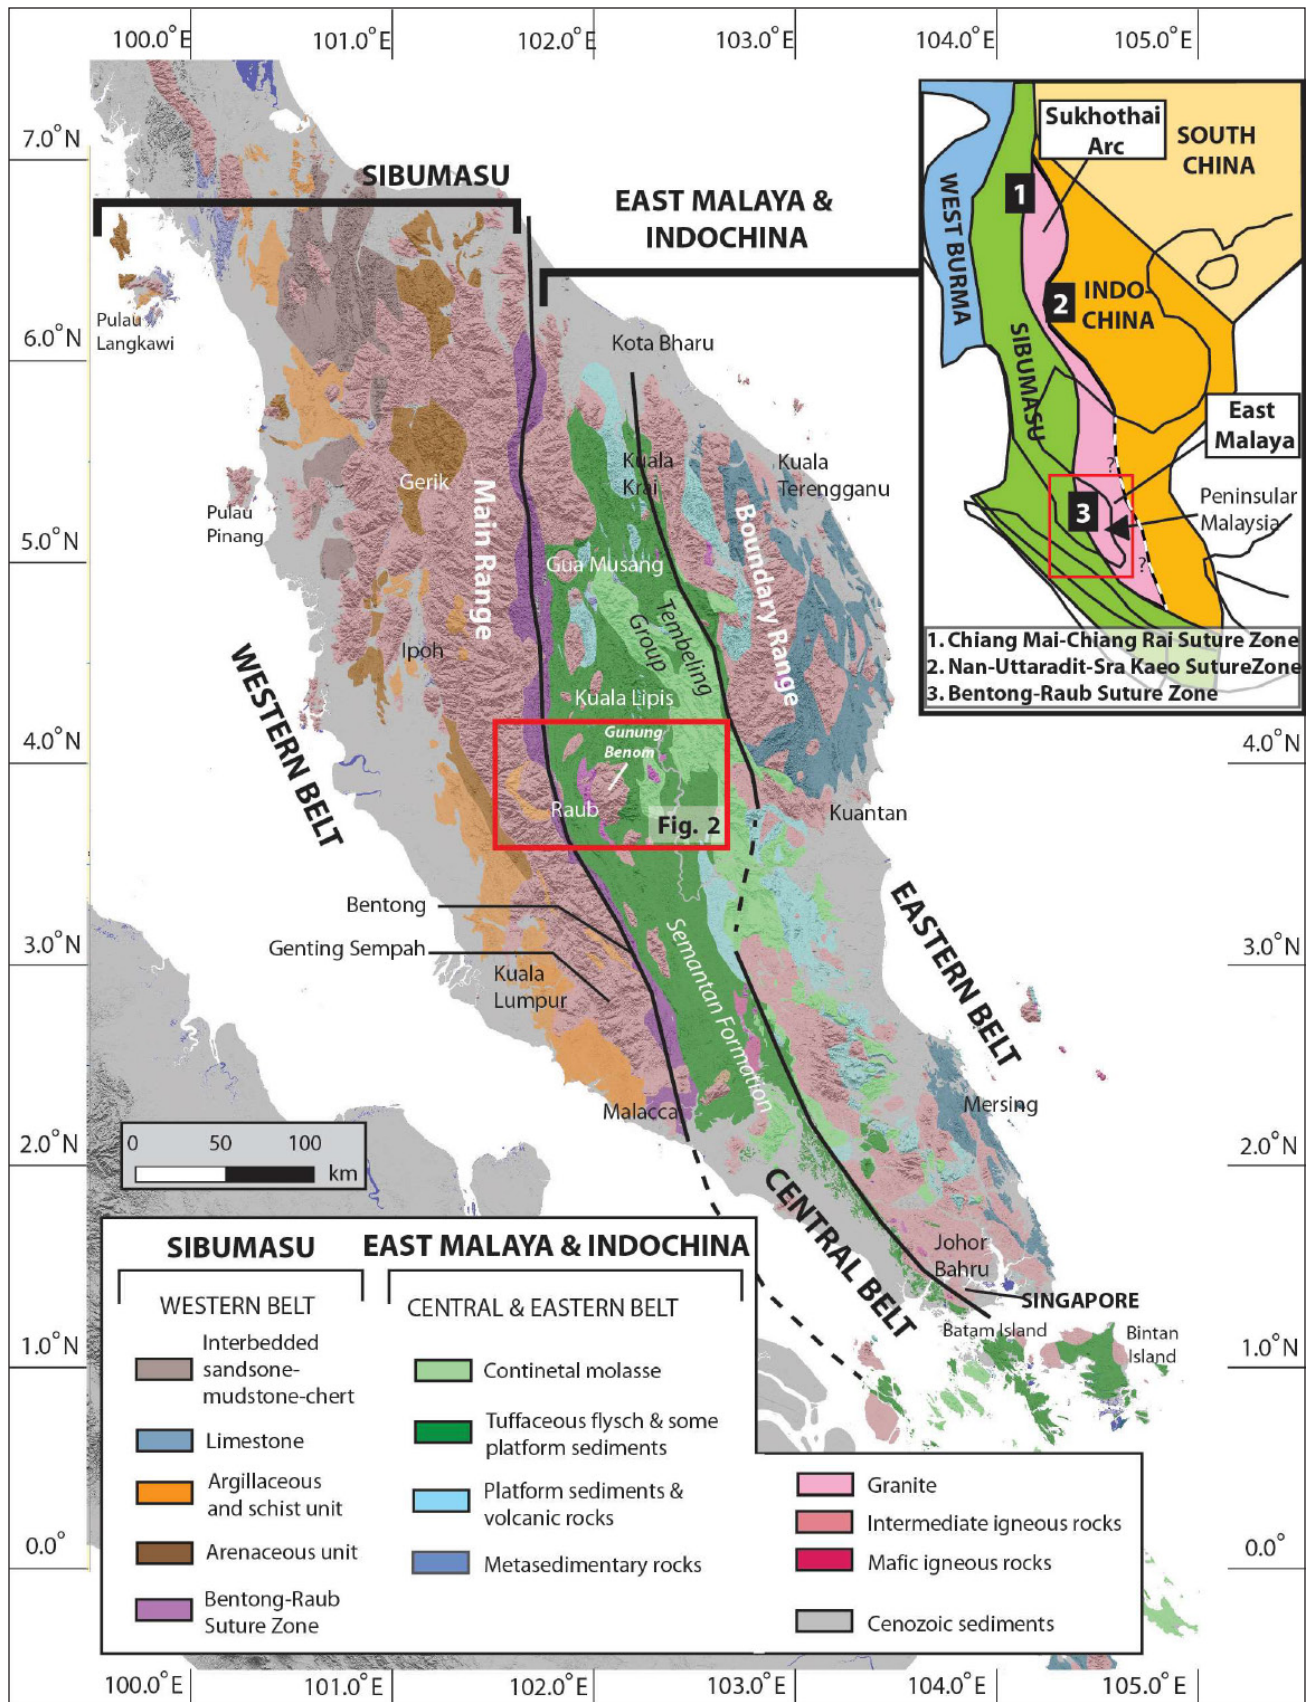 100.0°E
101.0°E
102.0°E
103.0°E
104.0°E
105.0°E
7.0°N
6.0°N
5.0°N
4.0°N
3.0°N
2.0°N
1.0°N
0.0°
SIBUMASU
EAST MALAYA &
INDOCHINA
Sukhothai
Arc
SOUTH
CHINA
WEST BURMA
1
2
INDO-
CHINA
SIBUMASU
East
Malaya
?
3
Peninsular
Malaysia
?
1. Chiang Mai-Chiang Rai Suture Zone
2. Nan-Uttaradit-Sra Kaeo SutureZone
3. Bentong-Raub Suture Zone
Pulau
Langkawi
Kota Bharu
Gerik
Kuala
Krai
Kuala
Terengganu
Pulau
Pinang
Main Range
Boundary Range
Gua Musang
Tembeling
Group
Ipoh
WESTERN BELT
Kuala Lipis
Gunung
Benom
Raub
Fig. 2
4.0°N
Kuantan
Bentong
Genting Sempah
Kuala
Lumpur
Semantan Formation
EASTERN BELT
3.0°N
Malacca
Mersing
0 50 100
km
2.0°N
CENTRAL BELT
Johor
Bahru
SINGAPORE
Batam Island
Bintan
Island
1.0°N
SIBUMASU
WESTERN BELT
Interbedded
sandsone-
mudstone-chert
Limestone
Argillaceous
and schist unit
Arenaceous unit
Bentong-Raub
Suture Zone
EAST MALAYA & INDOCHINA
CENTRAL & EASTERN BELT
Continetal molasse
Tuffaceous flysch & some
platform sediments
Platform sediments &
volcanic rocks
Metasedimentary rocks
Granite
Intermediate igneous rocks
Mafic igneous rocks
Cenozoic sediments
0.0°
100.0°E
101.0°E
102.0°E
103.0°E
104.0°E
105.0°E